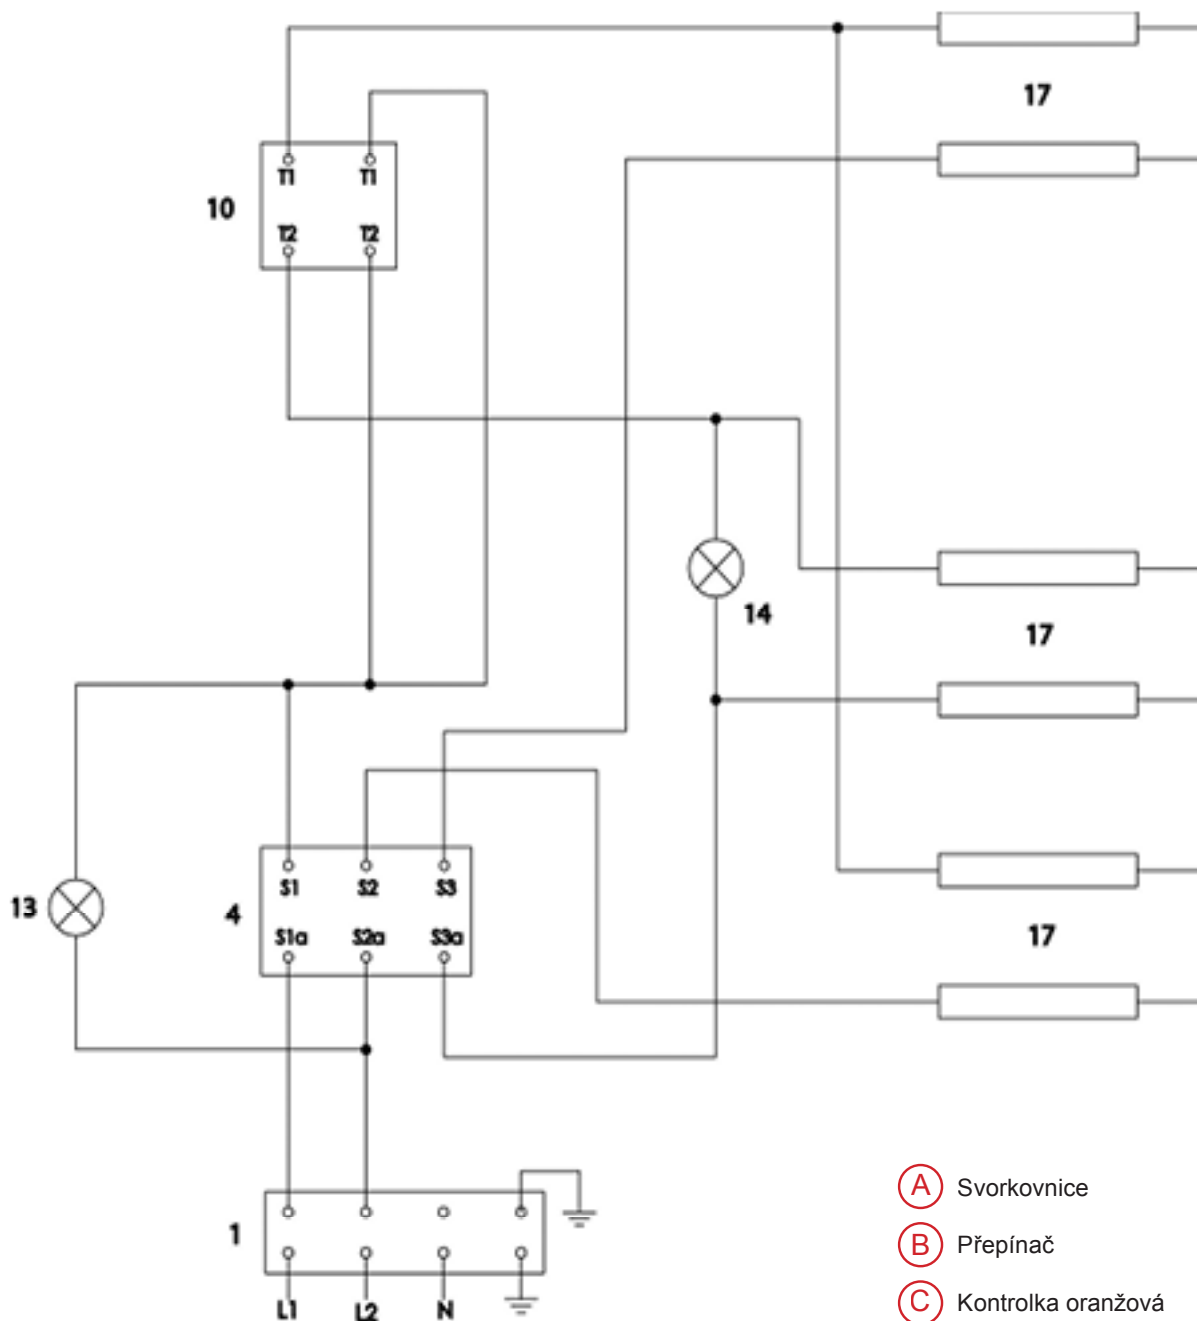 17
T1 T1
10
T2 T2
14
17
S1 S2 S3
13
4
S1a S2a S3a
17
A Svorkovnice
1
B Přepínač
L1 L2 N
C Kontrolka oranžová